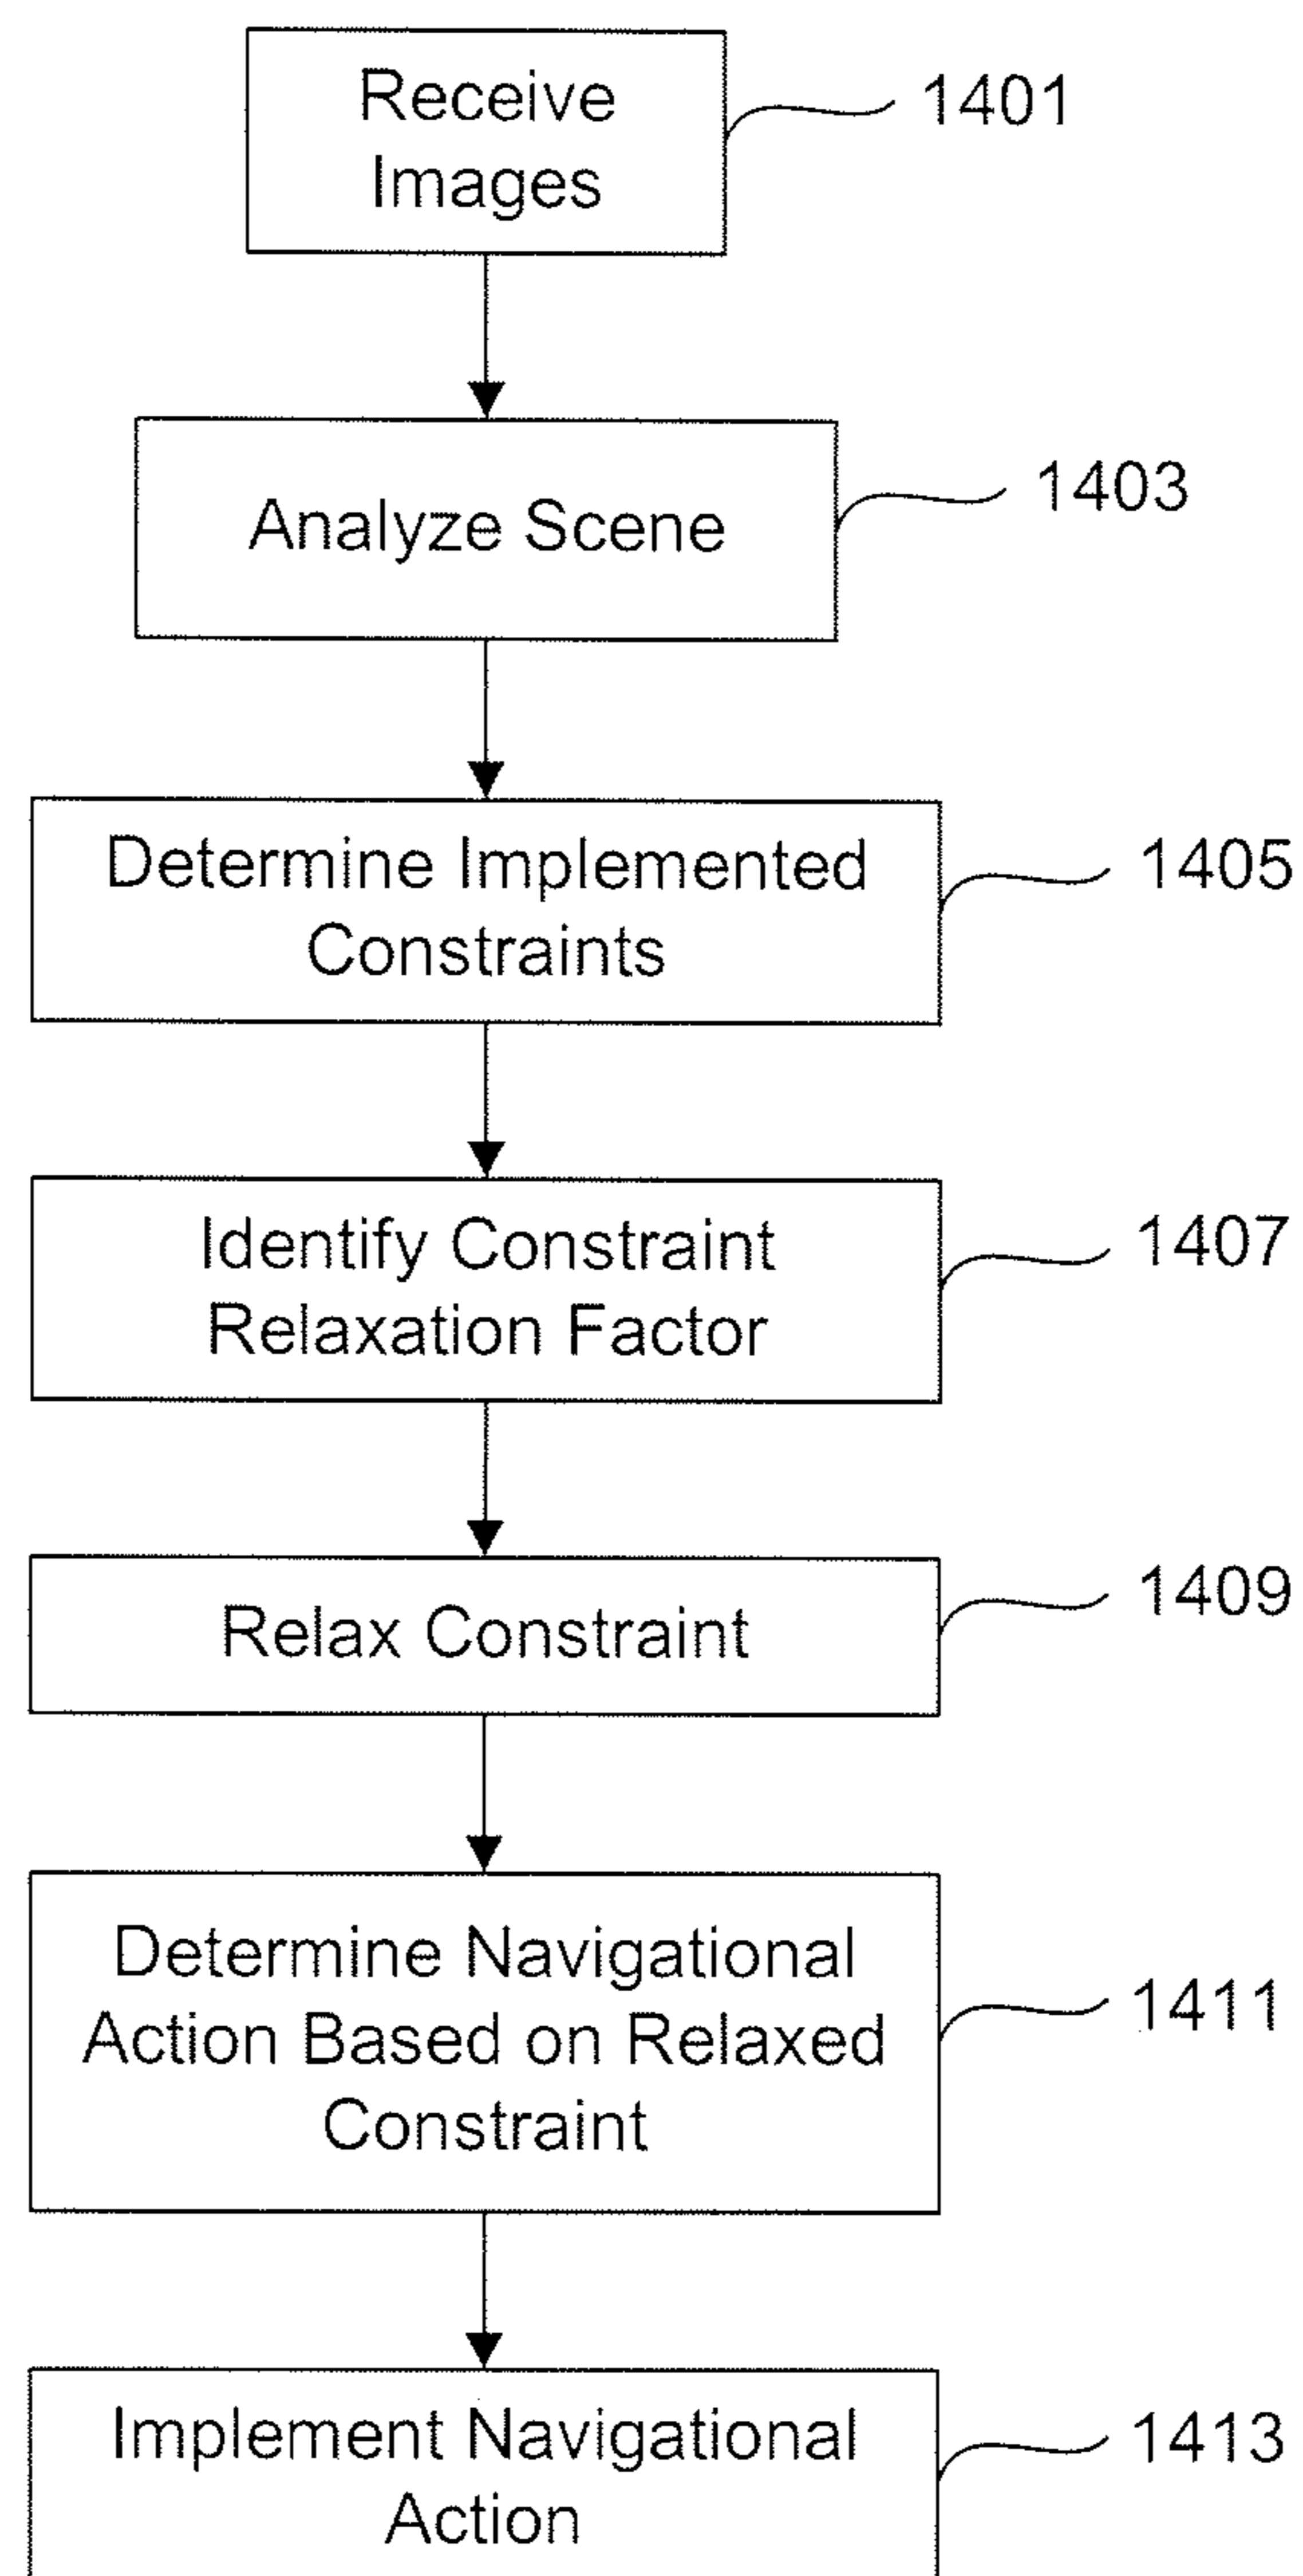 Receive
Images
1401
Analyze Scene
1403
Determine Implemented
Constraints
1405
Identify Constraint
Relaxation Factor
1407
Relax Constraint
1409
Determine Navigational
Action Based on Relaxed
Constraint
1411
Implement Navigational
Action
1413